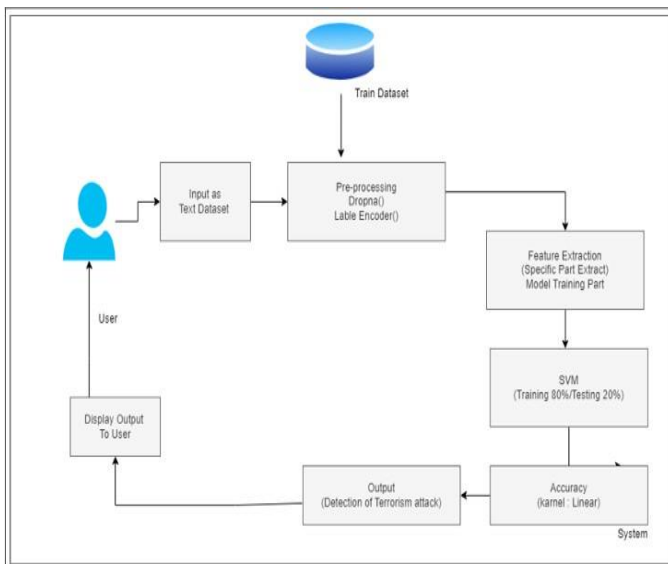 Train Dataset
Input as
Text Dataset
Pre-processing
Dropna()
Lable Encoder()
Feature Extraction
(Specific Part Extract)
Model Training Part
User
SVM
(Training 80%/Testing 20%)
Display Output
To User
Output
(Detection of Terrorism attack)
Accuracy
(karnel : Linear)
System